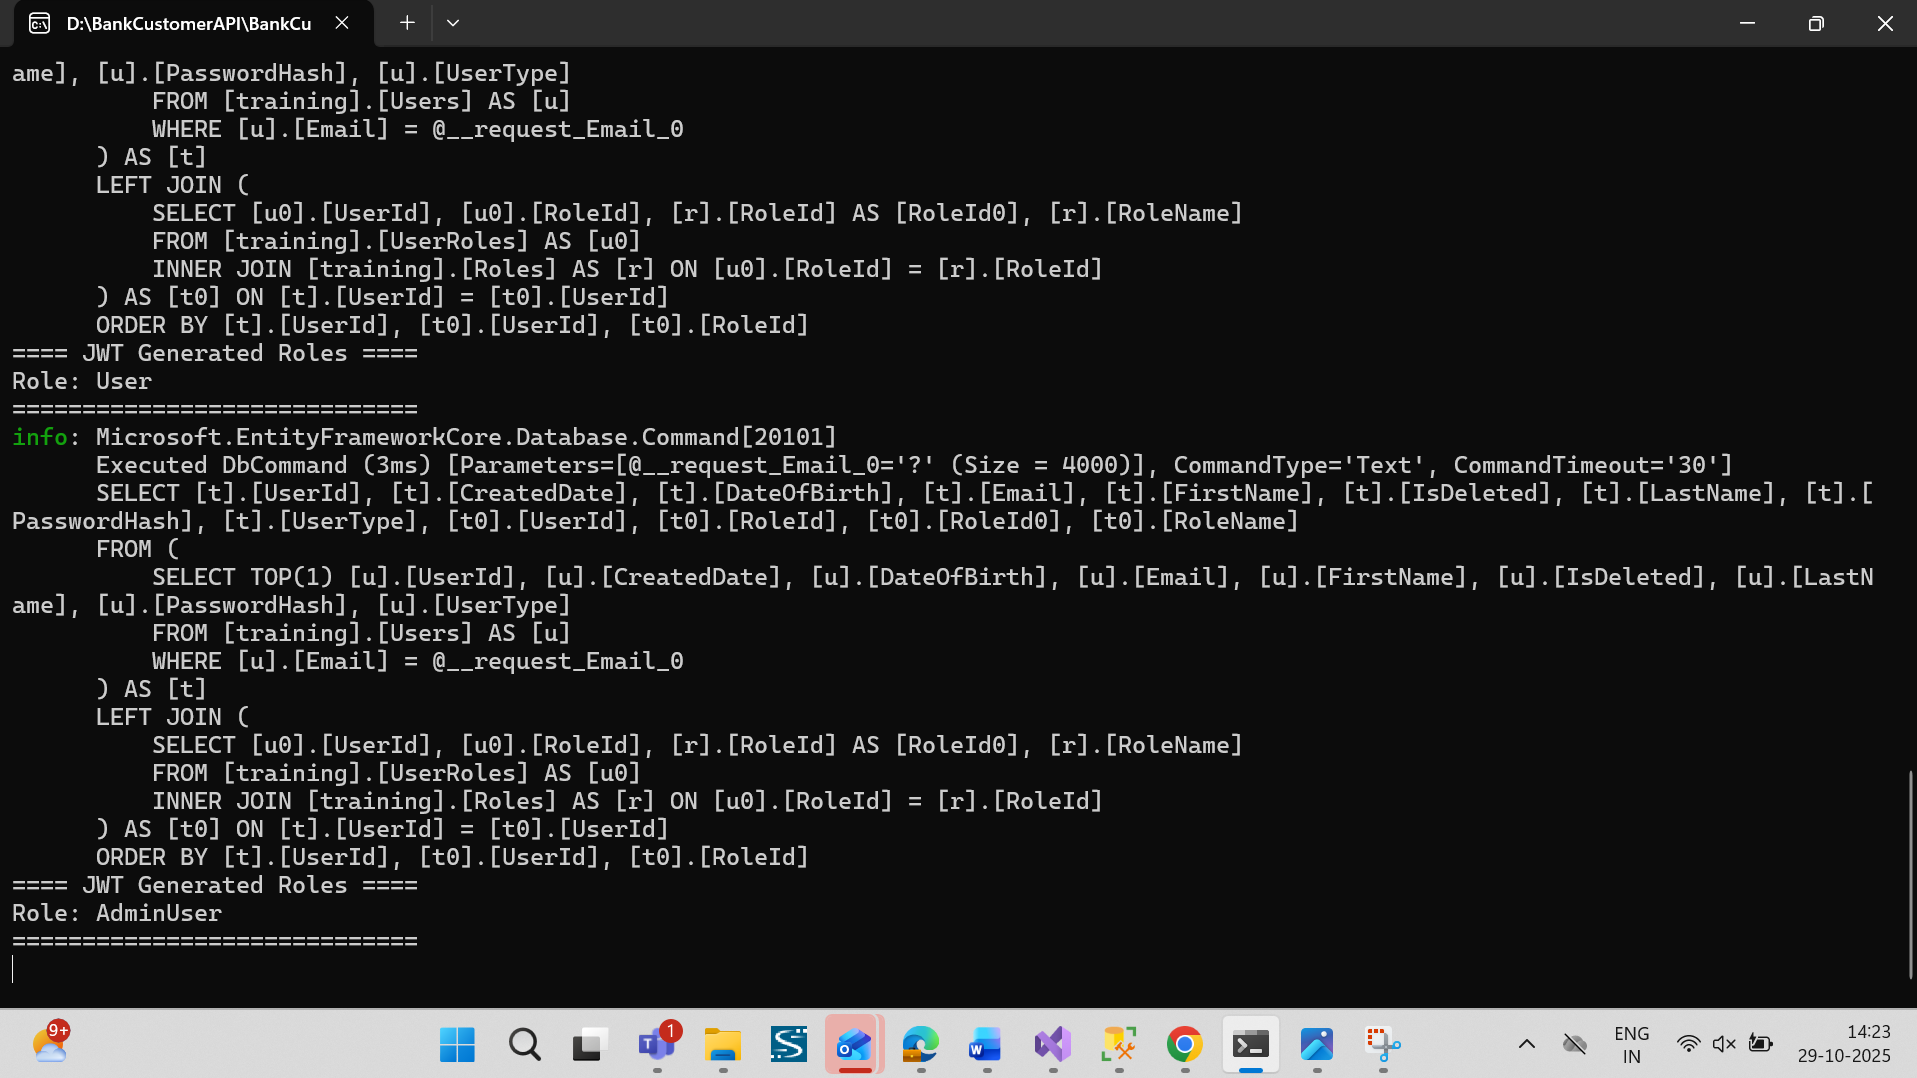 D:\BankCustomerAPI\BankCu
ame], [u].[PasswordHash], [u].[UserType]
FROM [training].[Users] AS [u]
WHERE [u].[Email] = @__request_Email_0
) AS [t]
LEFT JOIN (
SELECT [u0].[UserId], [u0].[RoleId], [r].[RoleId] AS [RoleId0], [r].[RoleName]
FROM [training].[UserRoles] AS [u0]
INNER JOIN [training].[Roles] AS [r] ON [u0].[RoleId] = [r].[RoleId]
) AS [t0] ON [t].[UserId] = [t0].[UserId]
ORDER BY [t].[UserId], [t0].[UserId], [t0].[RoleId]
==== JWT Generated Roles ====
Role: User
=============================
info: Microsoft.EntityFrameworkCore.Database.Command[20101]
Executed DbCommand (3ms) [Parameters=[@__request_Email_0='?' (Size = 4000)], CommandType='Text', CommandTimeout='30']
SELECT [t].[UserId], [t].[CreatedDate], [t].[DateOfBirth], [t].[Email], [t].[FirstName], [t].[IsDeleted], [t].[LastName], [t].[
PasswordHash], [t].[UserType], [t0].[UserId], [t0].[RoleId], [t0].[RoleId0], [t0].[RoleName]
FROM (
SELECT TOP(1) [u].[UserId], [u].[CreatedDate], [u].[DateOfBirth], [u].[Email], [u].[FirstName], [u].[IsDeleted], [u].[LastN
ame], [u].[PasswordHash], [u].[UserType]
FROM [training].[Users] AS [u]
WHERE [u].[Email] = @__request_Email_0
) AS [t]
LEFT JOIN (
SELECT [u0].[UserId], [u0].[RoleId], [r].[RoleId] AS [RoleId0], [r].[RoleName]
FROM [training].[UserRoles] AS [u0]
INNER JOIN [training].[Roles] AS [r] ON [u0].[RoleId] = [r].[RoleId]
) AS [t0] ON [t].[UserId] = [t0].[UserId]
ORDER BY [t].[UserId], [t0].[UserId], [t0].[RoleId]
==== JWT Generated Roles ====
Role: AdminUser
=============================
9+
1
ENG
IN
14:23
29-10-2025